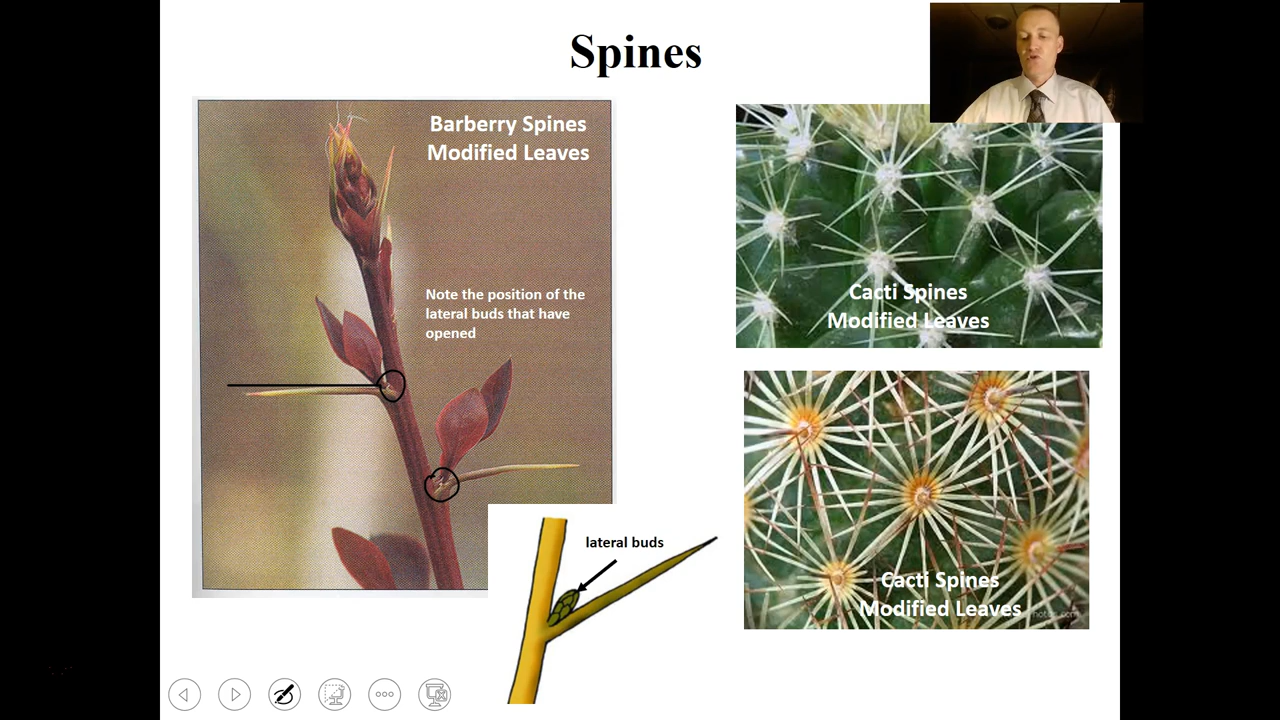 Spines
Barberry Spines
Modified Leaves
Note the position of the
lateral buds that have
opened
lateral buds
Cacti Spines
Modified Leaves
Cacti Spines
Modified Leaves